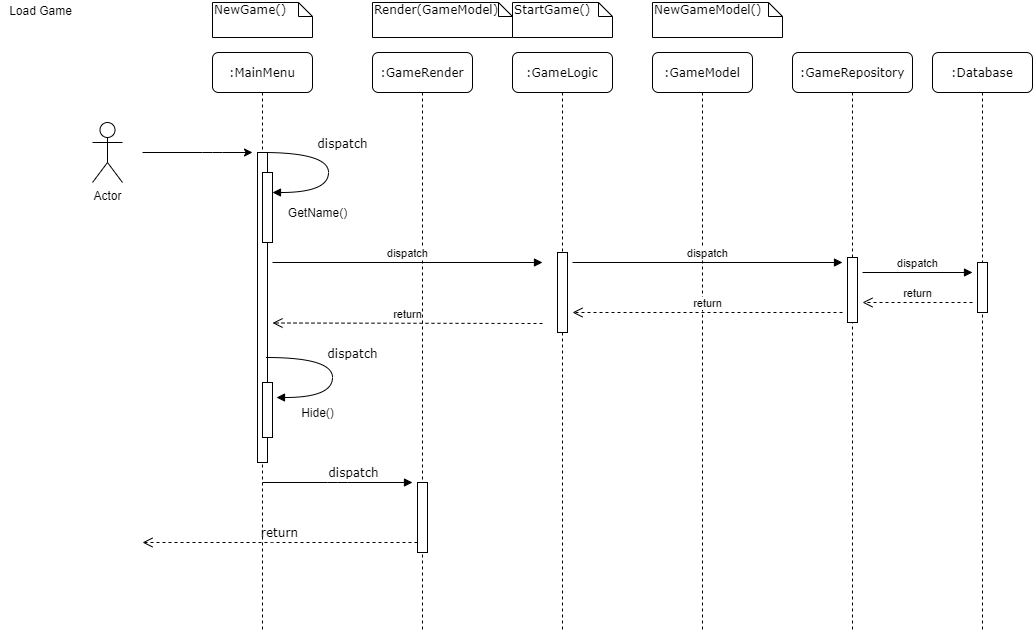 Load Game
NewGame()
Render(GameModel)
StartGame()
NewGameModel()
:MainMenu
:GameRender
:GameLogic
:GameModel
:GameRepository
:Database
Actor
dispatch
GetName()
dispatch
dispatch
dispatch
return
return
return
dispatch
Hide()
dispatch
return